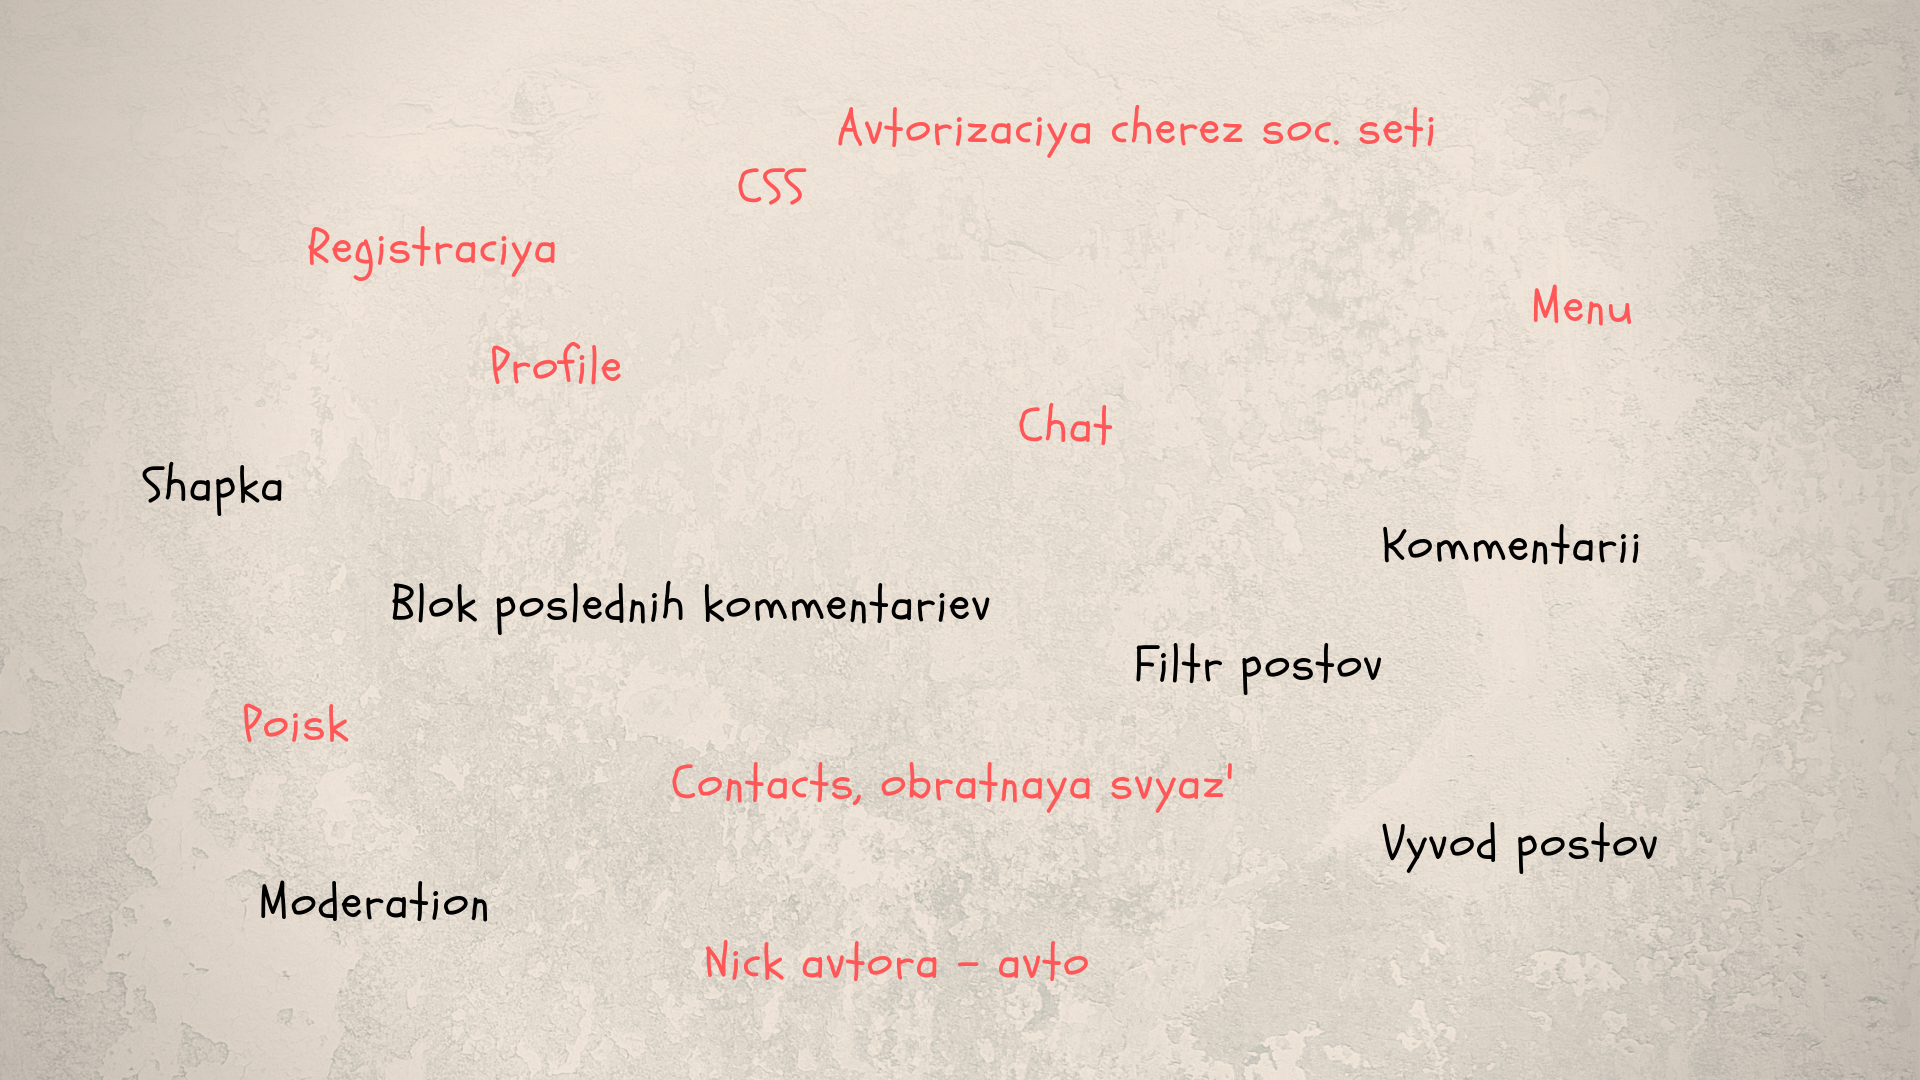 Avtorizaciya cherez soc. seti
CSS
Registraciya
Menu
Profile
Chat
Shapka
Kommentarii
Blok poslednih kommentariev
Filtr postov
Poisk
Contacts, obratnaya svyaz'
Vyvod postov
Moderation
Nick avtora - avto